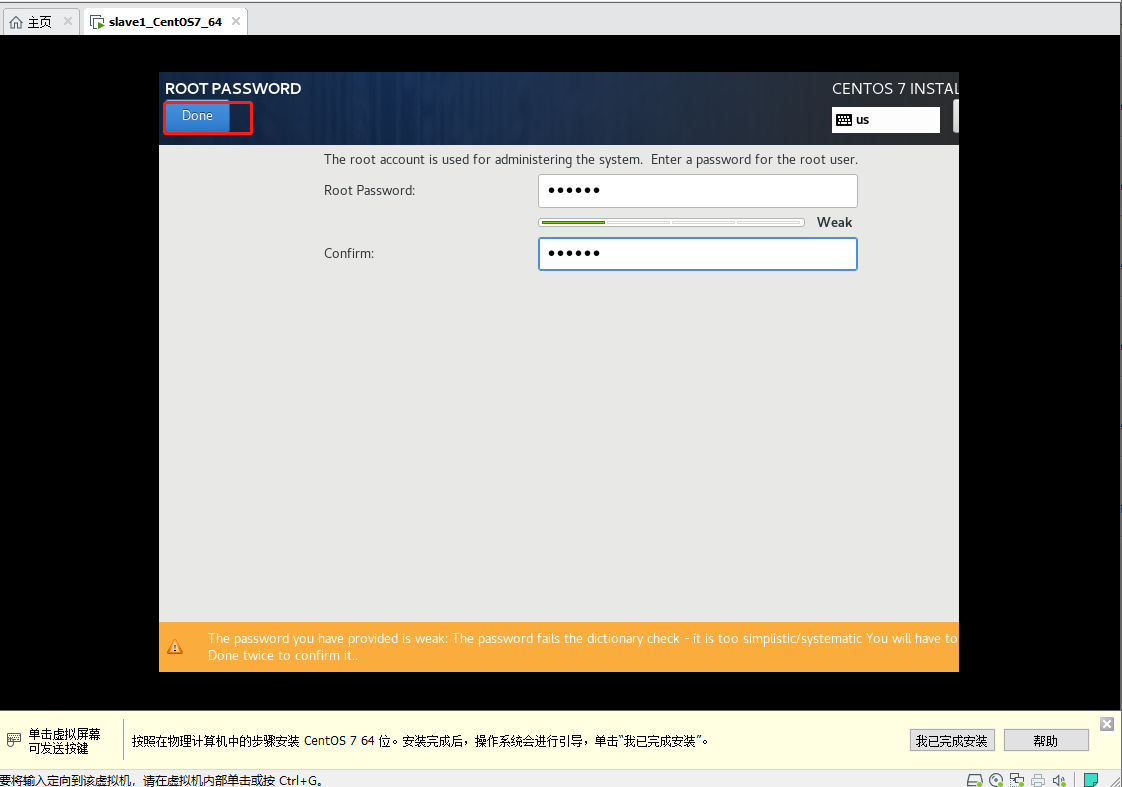 主页
slave1_CentOS7_64
ROOT PASSWORD
CENTOS 7 INSTAL
Done
us
The root account is used for administering the system.  Enter a password for the root user.
Root Password:
••••••
Weak
Confirm:
••••••
The password you have provided is weak: The password fails the dictionary check - it is too simplistic/systematic You will have to
Done twice to confirm it..
单击虚拟屏幕
可发送按键
按照在物理计算机中的步骤安装 CentOS 7 64 位。安装完成后，操作系统会进行引导，单击“我已完成安装”。
我已完成安装
帮助
要将输入定向到该虚拟机，请在虚拟机内部单击或按 Ctrl+G。